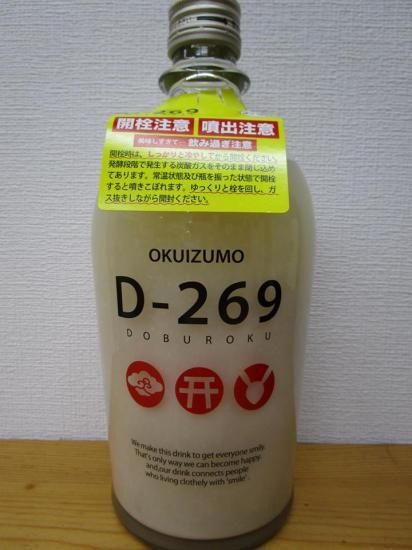 開栓注意 噴出注意
美味しすぎて… 飲み過ぎ注意
開栓時は、しっかりと冷やしてから開栓ください。
発酵段階で発生する炭酸ガスをそのまま閉じ込め
てあります。常温状態及び瓶を振った状態で開栓
すると噴きこぼれます。ゆっくりと栓を回し、ガ
ス抜きしながら開封ください。
OKUIZUMO
D-269
DOBUROKU
We make this drink to get everyone smily.
That's only way we can become happy.
and,our drink connects people
who living clothely with 'smile' -